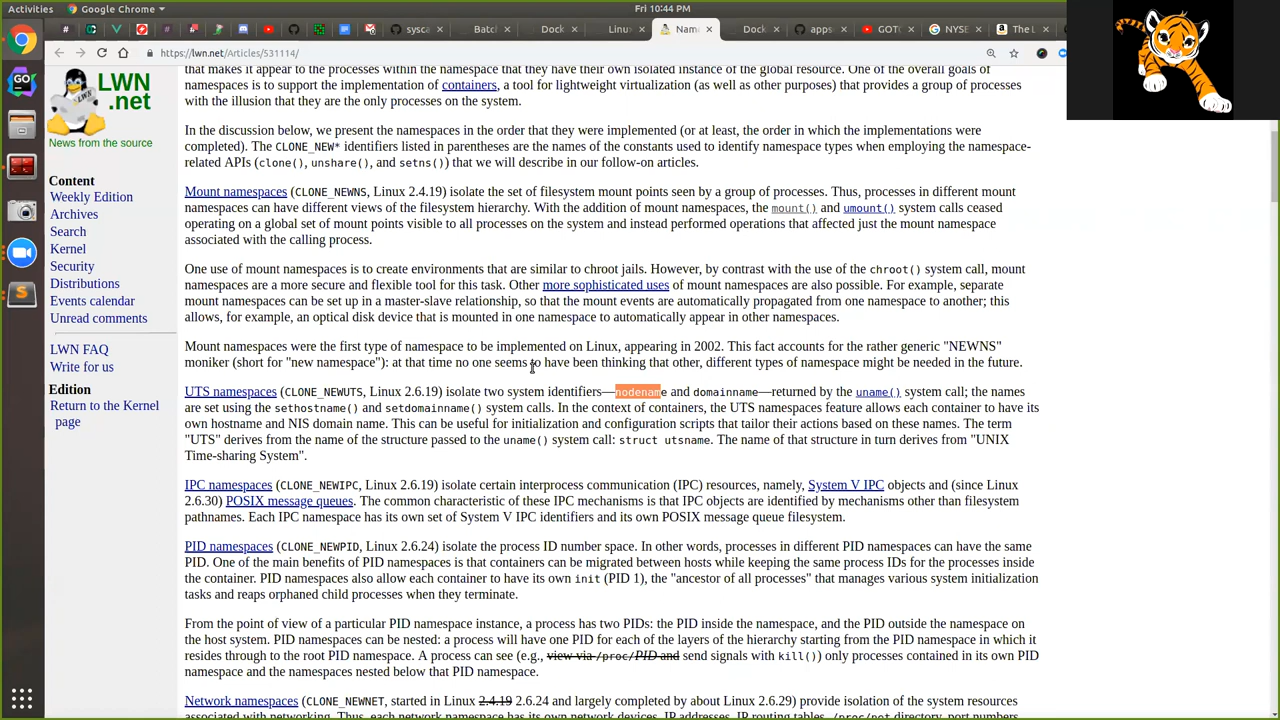 Activities
Google Chrome
Fri 10:44 PM
sysca
Batcl
Dock
Linux
Nam
Dock
apps
GOT
NYSE
The L
https://lwn.net/Articles/531114/
LWN
.net
News from the source
Content
Weekly Edition
Archives
Search
Kernel
Security
Distributions
Events calendar
Unread comments
LWN FAQ
Write for us
Edition
Return to the Kernel
page
that makes it appear to the processes within the namespace that they have their own isolated instance of the global resource. One of the overall goals of
namespaces is to support the implementation of containers, a tool for lightweight virtualization (as well as other purposes) that provides a group of processes
with the illusion that they are the only processes on the system.
In the discussion below, we present the namespaces in the order that they were implemented (or at least, the order in which the implementations were
completed). The CLONE_NEW* identifiers listed in parentheses are the names of the constants used to identify namespace types when employing the namespace-
related APIs (clone(), unshare(), and setns()) that we will describe in our follow-on articles.
Mount namespaces (CLONE_NEWNS, Linux 2.4.19) isolate the set of filesystem mount points seen by a group of processes. Thus, processes in different mount
namespaces can have different views of the filesystem hierarchy. With the addition of mount namespaces, the mount() and umount() system calls ceased
operating on a global set of mount points visible to all processes on the system and instead performed operations that affected just the mount namespace
associated with the calling process.
One use of mount namespaces is to create environments that are similar to chroot jails. However, by contrast with the use of the chroot() system call, mount
namespaces are a more secure and flexible tool for this task. Other more sophisticated uses of mount namespaces are also possible. For example, separate
mount namespaces can be set up in a master-slave relationship, so that the mount events are automatically propagated from one namespace to another; this
allows, for example, an optical disk device that is mounted in one namespace to automatically appear in other namespaces.
Mount namespaces were the first type of namespace to be implemented on Linux, appearing in 2002. This fact accounts for the rather generic "NEWNS"
moniker (short for "new namespace"): at that time no one seems to have been thinking that other, different types of namespace might be needed in the future.
UTS namespaces (CLONE_NEWUTS, Linux 2.6.19) isolate two system identifiers—nodename and domainname—returned by the uname() system call; the names
are set using the sethostname() and setdomainname() system calls. In the context of containers, the UTS namespaces feature allows each container to have its
own hostname and NIS domain name. This can be useful for initialization and configuration scripts that tailor their actions based on these names. The term
"UTS" derives from the name of the structure passed to the uname() system call: struct utsname. The name of that structure in turn derives from "UNIX
Time-sharing System".
IPC namespaces (CLONE_NEWIPC, Linux 2.6.19) isolate certain interprocess communication (IPC) resources, namely, System V IPC objects and (since Linux
2.6.30) POSIX message queues. The common characteristic of these IPC mechanisms is that IPC objects are identified by mechanisms other than filesystem
pathnames. Each IPC namespace has its own set of System V IPC identifiers and its own POSIX message queue filesystem.
PID namespaces (CLONE_NEWPID, Linux 2.6.24) isolate the process ID number space. In other words, processes in different PID namespaces can have the same
PID. One of the main benefits of PID namespaces is that containers can be migrated between hosts while keeping the same process IDs for the processes inside
the container. PID namespaces also allow each container to have its own init (PID 1), the "ancestor of all processes" that manages various system initialization
tasks and reaps orphaned child processes when they terminate.
From the point of view of a particular PID namespace instance, a process has two PIDs: the PID inside the namespace, and the PID outside the namespace on
the host system. PID namespaces can be nested: a process will have one PID for each of the layers of the hierarchy starting from the PID namespace in which it
resides through to the root PID namespace. A process can see (e.g., view via /proc/PID and send signals with kill()) only processes contained in its own PID
namespace and the namespaces nested below that PID namespace.
Network namespaces (CLONE_NEWNET, started in Linux 2.4.19 2.6.24 and largely completed by about Linux 2.6.29) provide isolation of the system resources
associated with networking. Thus, each network namespace has its own network devices, IP addresses, IP routing tables, /proc/net directory, port numbers